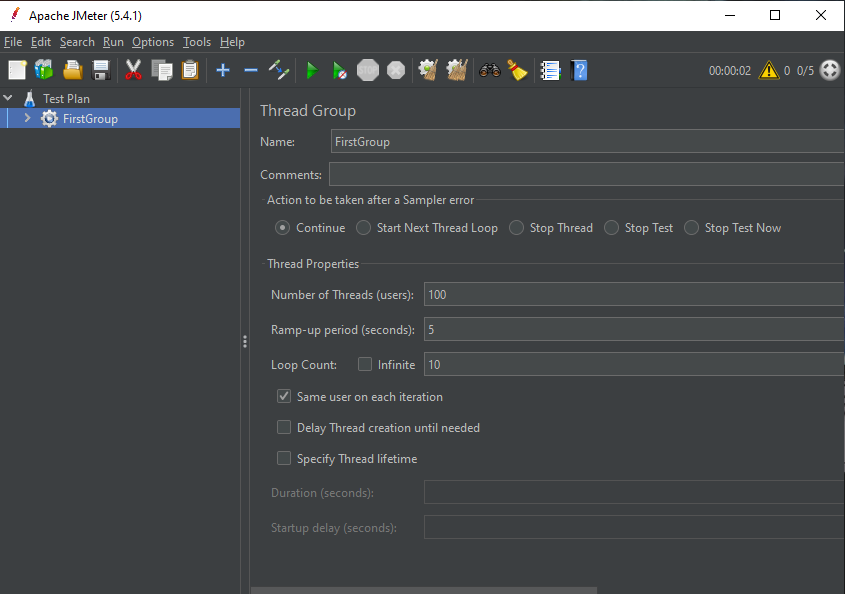 Apache JMeter (5.4.1)
File Edit Search Run Options Tools Help
00:00:02 0 0/5
Test Plan
FirstGroup
Thread Group
Name: FirstGroup
Comments:
Action to be taken after a Sampler error
Continue Start Next Thread Loop Stop Thread Stop Test Stop Test Now
Thread Properties
Number of Threads (users): 100
Ramp-up period (seconds): 5
Loop Count: Infinite 10
Same user on each iteration
Delay Thread creation until needed
Specify Thread lifetime
Duration (seconds):
Startup delay (seconds):